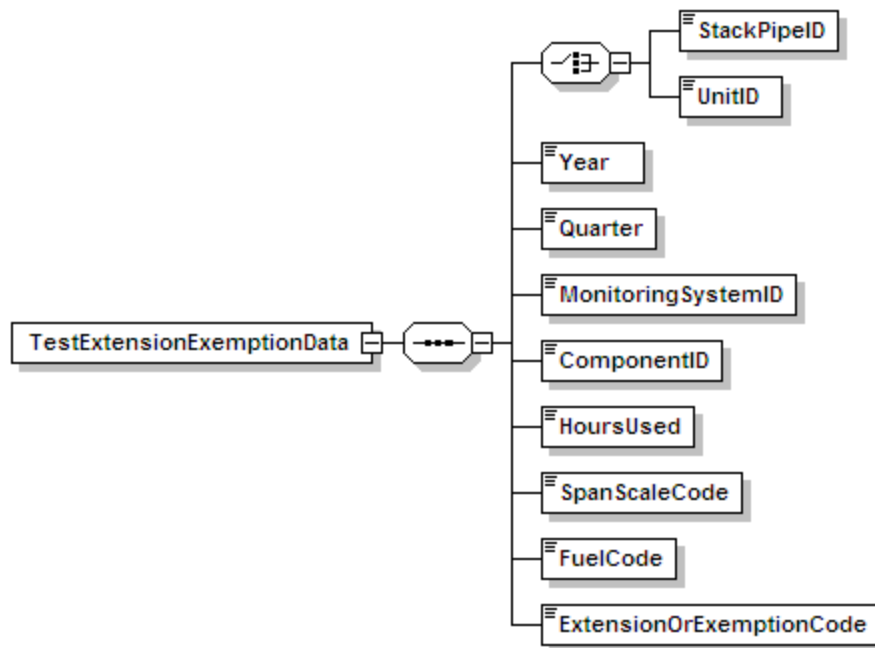 StackPipeID
UnitID
Year
Quarter
MonitoringSystemID
TestExtensionExemptionData
ComponentID
HoursUsed
SpanScaleCode
FuelCode
ExtensionOrExemptionCode